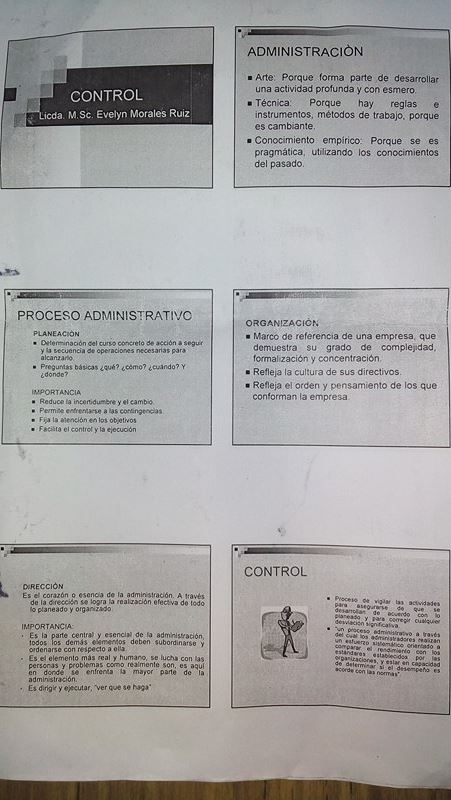 CONTROL
Licda. M.Sc. Evelyn Morales Ruiz
ADMINISTRACIÒN
Arte: Porque forma parte de desarrollar
una actividad profunda y con esmero.
Técnica: Porque hay reglas e
instrumentos, métodos de trabajo, porque
es cambiante.
Conocimiento empírico: Porque se es
pragmática, utilizando los conocimientos
del pasado.
PROCESO ADMINISTRATIVO
PLANEACIÓN
Determinación del curso concreto de acción a seguir
y la secuencia de operaciones necesarias para
alcanzarlo.
Preguntas básicas ¿qué? ¿cómo? ¿cuándo? Y
¿donde?
IMPORTANCIA
Reduce la incertidumbre y el cambio.
Permite enfrentarse a las contingencias.
Fija la atención en los objetivos
Facilita el control y la ejecución
ORGANIZACIÓN
Marco de referencia de una empresa, que
demuestra su grado de complejidad,
formalización y concentración.
Refleja la cultura de sus directivos.
Refleja el orden y pensamiento de los que
conforman la empresa.
DIRECCIÓN
Es el corazón o esencia de la administración. A través
de la dirección se logra la realización efectiva de todo
lo planeado y organizado.
IMPORTANCIA:
Es la parte central y esencial de la administración,
todos los demás elementos deben subordinarse y
ordenarse con respecto a ella.
Es el elemento más real y humano, se lucha con las
personas y problemas como realmente son, es aquí
en donde se enfrenta la mayor parte de la
administración.
Es dirigir y ejecutar, "ver que se haga"
CONTROL
Proceso de vigilar las actividades
para asegurarse de que se
desarrollan de acuerdo con lo
planeado y para corregir cualquier
desviación significativa.
"un proceso administrativo a través
del cual los administradores realizan
un esfuerzo sistemático orientado a
comparar el rendimiento con los
estándares establecidos por las
organizaciones, y estar en capacidad
de determinar si el desempeño es
acorde con las normas".